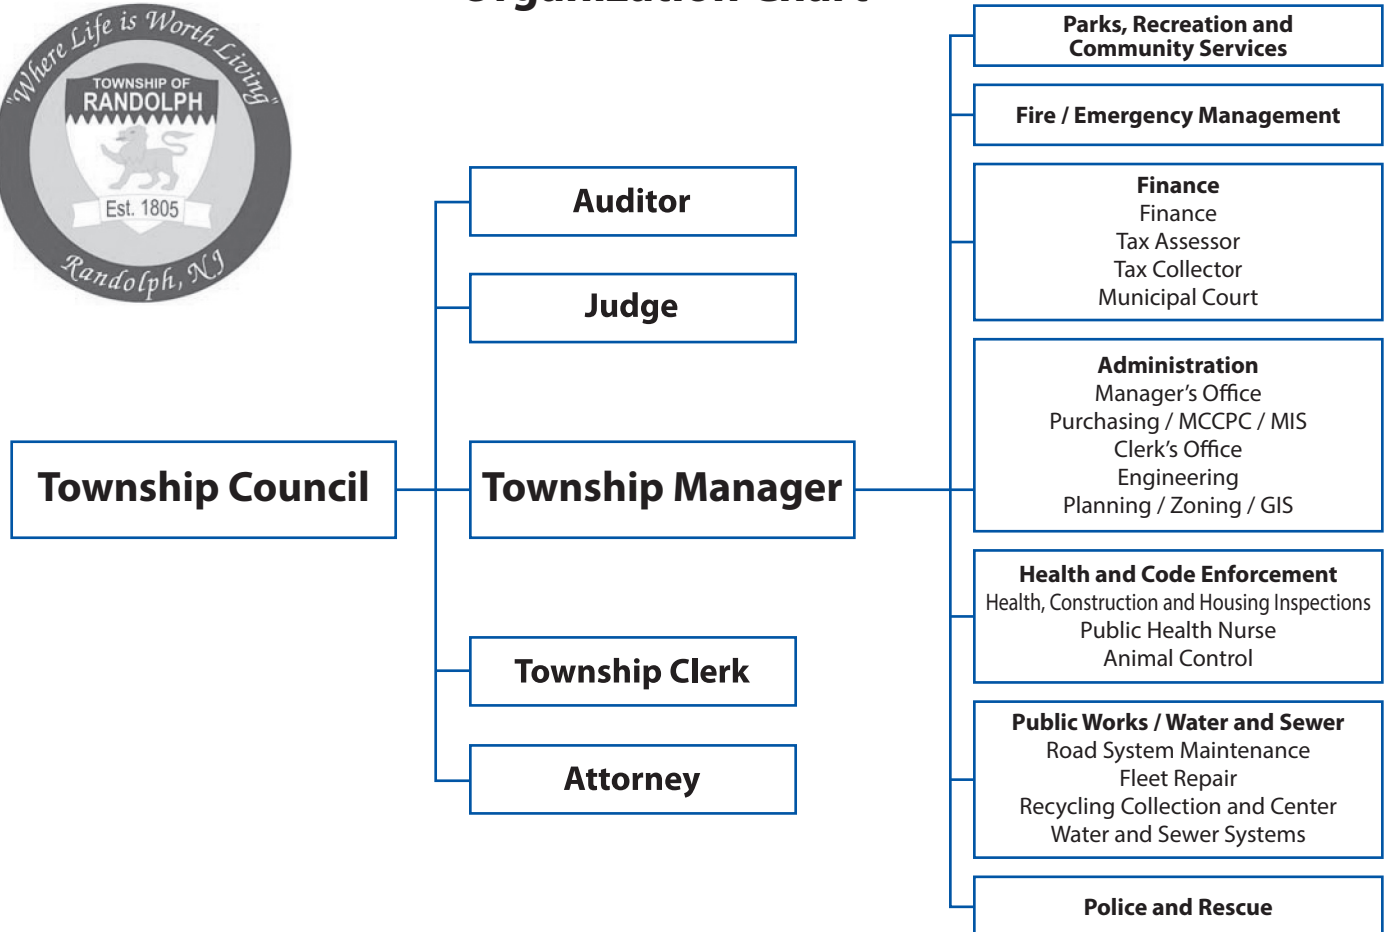 Organization Chart
"Where Life is Worth Living"
TOWNSHIP OF
RANDOLPH
Est. 1805
Randolph, NJ
Township Council
Auditor
Judge
Township Manager
Township Clerk
Attorney
Parks, Recreation and
Community Services
Fire / Emergency Management
Finance
Finance
Tax Assessor
Tax Collector
Municipal Court
Administration
Manager’s Office
Purchasing / MCCPC / MIS
Clerk’s Office
Engineering
Planning / Zoning / GIS
Health and Code Enforcement
Health, Construction and Housing Inspections
Public Health Nurse
Animal Control
Public Works / Water and Sewer
Road System Maintenance
Fleet Repair
Recycling Collection and Center
Water and Sewer Systems
Police and Rescue